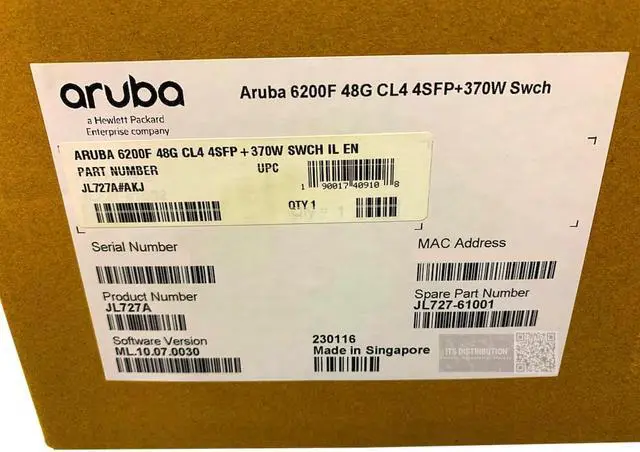 aruba
a Hewlett Packard
Enterprise company
Aruba 6200F 48G CL4 4SFP+370W Swch
ARUBA 6200F 48G CL4 4SFP+370W SWCH IL EN
PART NUMBER
UPC
JL727A#AKJ
1 90017 40910 8
QTY 1
Serial Number
MAC Address
Product Number
JL727A
Spare Part Number
JL727-61001
Software Version
ML.10.07.0030
230116
Made in Singapore
ITS DISTRIBUTION